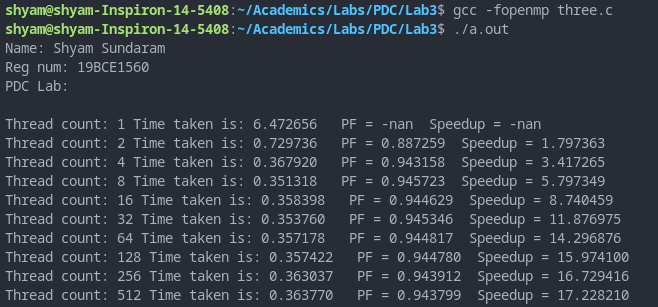 shyam@shyam-Inspiron-14-5408:~/Academics/Labs/PDC/Lab3$ gcc -fopenmp three.c
shyam@shyam-Inspiron-14-5408:~/Academics/Labs/PDC/Lab3$ ./a.out
Name: Shyam Sundaram
Reg num: 19BCE1560
PDC Lab:

Thread count: 1 Time taken is: 6.472656   PF = -nan  Speedup = -nan
Thread count: 2 Time taken is: 0.729736   PF = 0.887259  Speedup = 1.797363
Thread count: 4 Time taken is: 0.367920   PF = 0.943158  Speedup = 3.417265
Thread count: 8 Time taken is: 0.351318   PF = 0.945723  Speedup = 5.797349
Thread count: 16 Time taken is: 0.358398   PF = 0.944629  Speedup = 8.740459
Thread count: 32 Time taken is: 0.353760   PF = 0.945346  Speedup = 11.876975
Thread count: 64 Time taken is: 0.357178   PF = 0.944817  Speedup = 14.296876
Thread count: 128 Time taken is: 0.357422   PF = 0.944780  Speedup = 15.974100
Thread count: 256 Time taken is: 0.363037   PF = 0.943912  Speedup = 16.729416
Thread count: 512 Time taken is: 0.363770   PF = 0.943799  Speedup = 17.228210